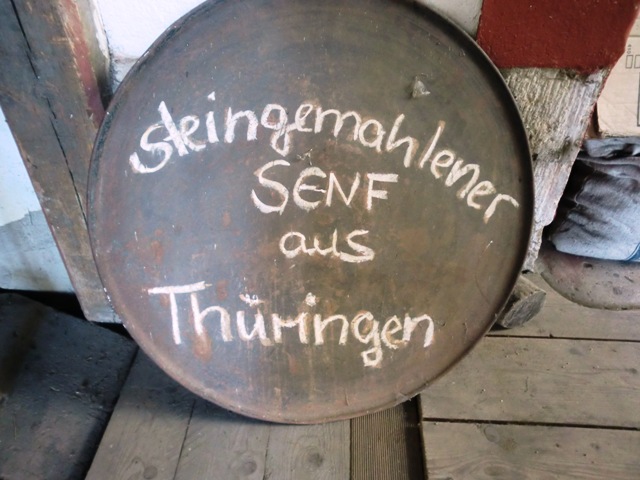 steingemahlener
SENF
aus
Thüringen